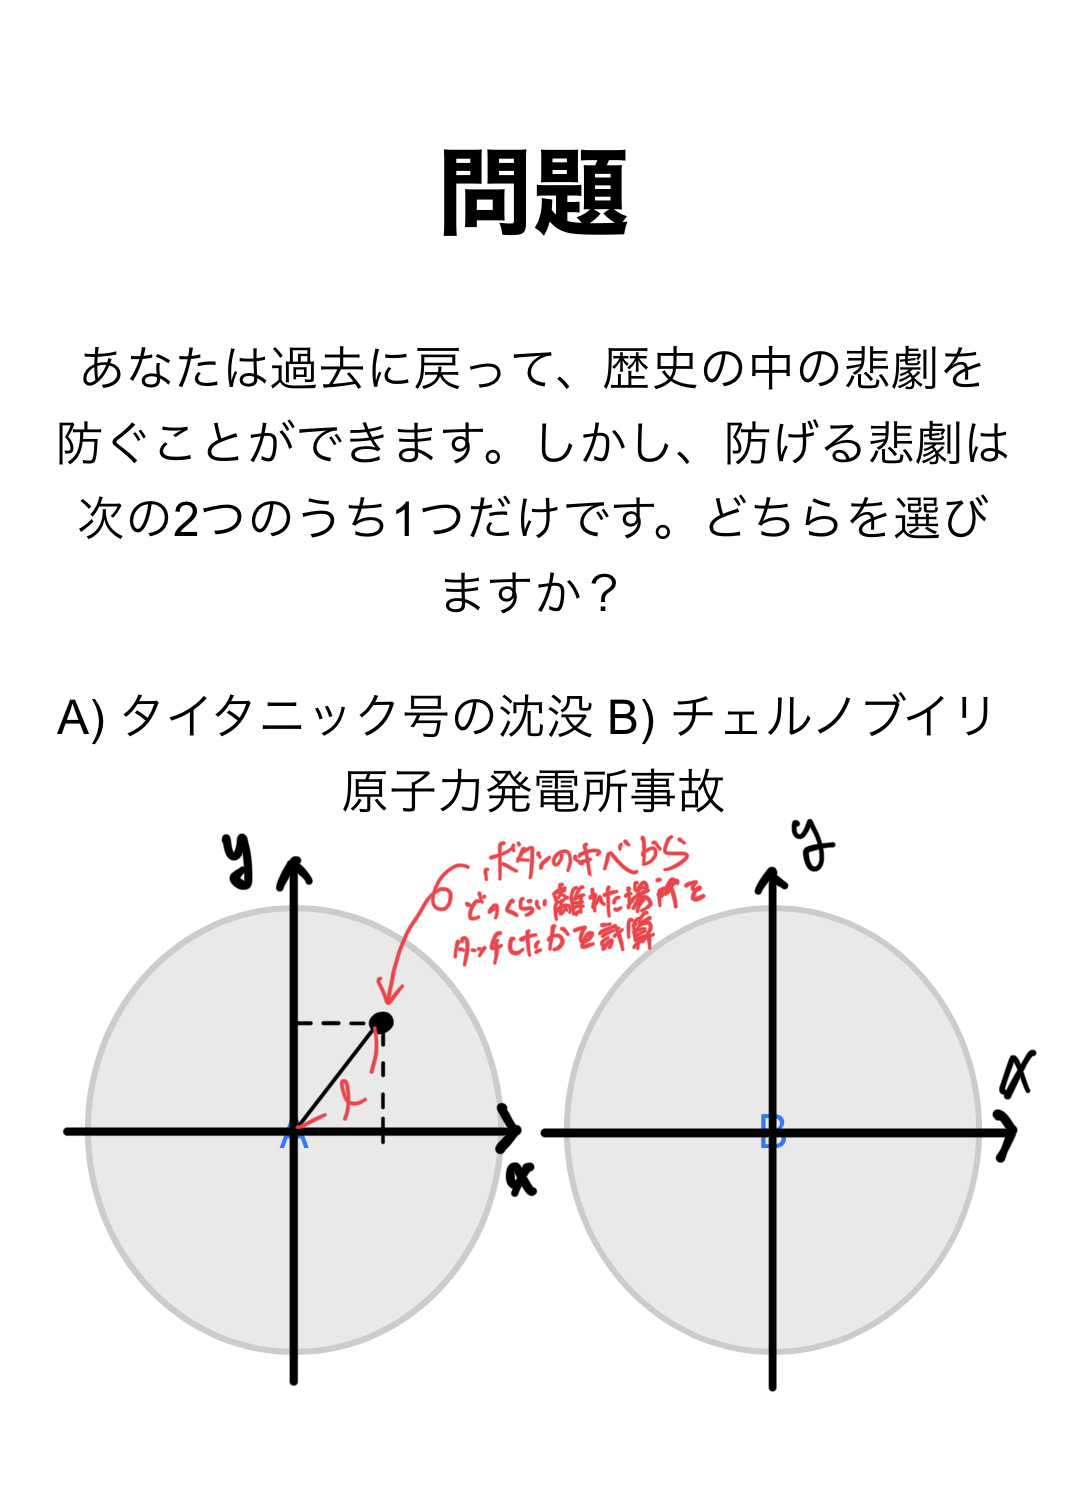 問題
あなたは過去に戻って、歴史の中の悲劇を
防ぐことができます。しかし、防げる悲劇は
次の2つのうち1つだけです。どちらを選び
ますか？
A) タイタニック号の沈没 B) チェルノブイリ
原子力発電所事故
y
y
ボタンの中心から
どっくらい離れた場所を
タッチしたかを計算
l
A
x
B
x